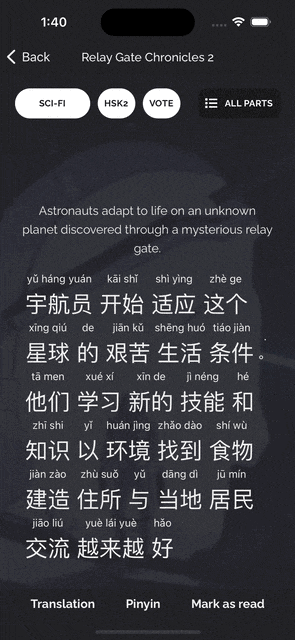 1:40
Back
Relay Gate Chronicles 2
SCI-FI
HSK2
VOTE
ALL PARTS
Astronauts adapt to life on an unknown
planet discovered through a mysterious relay
gate.
yǔ háng yuán kāi shǐ shì yìng zhè ge
宇航员 开始 适应 这个
xīng qiú de jiān kǔ shēng huó tiáo jiàn
星球 的 艰苦 生活 条件 。
tā men xué xí xīn de jì néng hé
他们 学习 新的 技能 和
zhī shi yǐ huán jìng zhǎo dào shí wù
知识 以 环境 找到 食物
jiàn zào zhù suǒ yǔ dāng dì jū mín
建造 住所 与 当地 居民
jiāo liú yuè lái yuè hǎo
交流 越来越 好
Translation
Pinyin
Mark as read